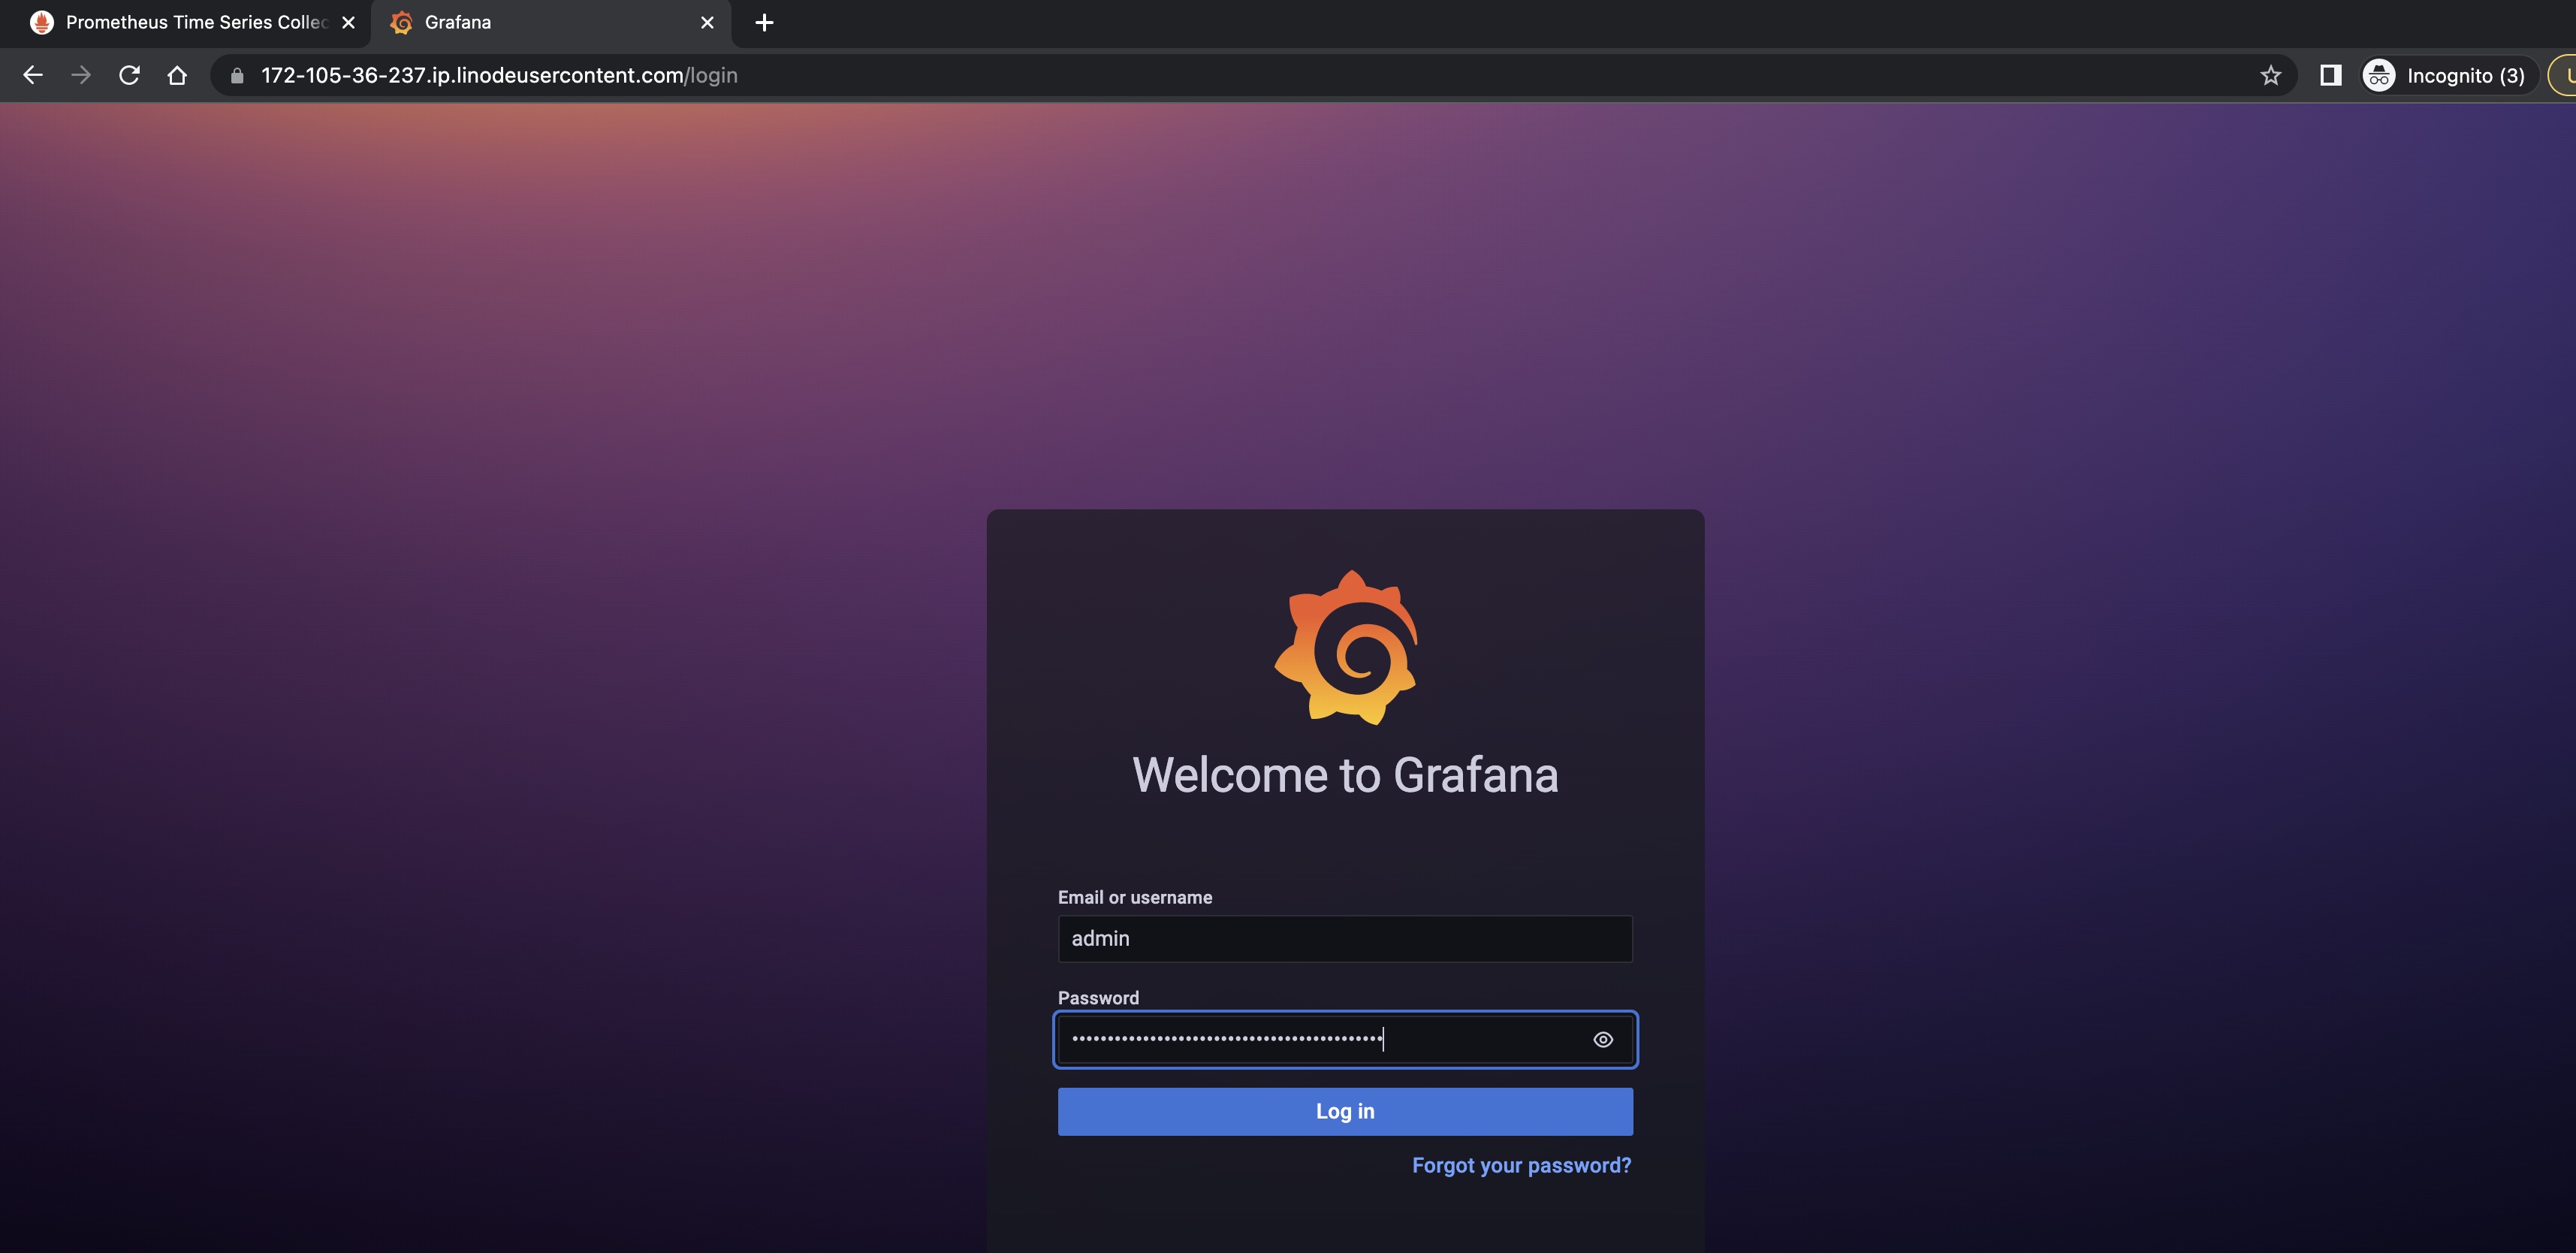 Prometheus Time Series Collec
Grafana
172-105-36-237.ip.linodeusercontent.com/login
Incognito (3)
Welcome to Grafana
Email or username
admin
Password
••••••••••••••••••••••••••••••••••••••••••••
Log in
Forgot your password?